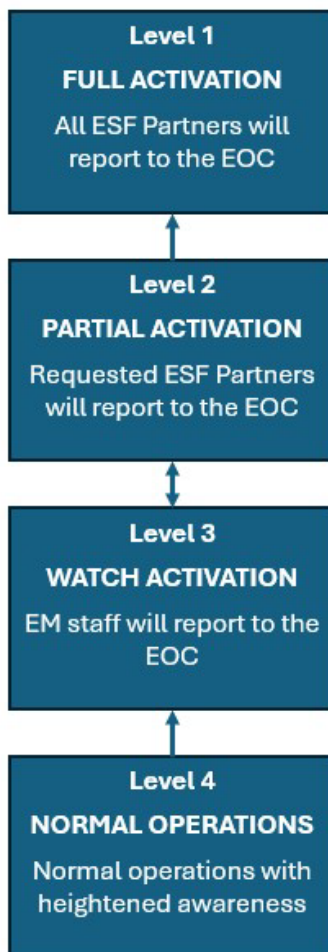 Level 1
FULL ACTIVATION
All ESF Partners will
report to the EOC
Level 2
PARTIAL ACTIVATION
Requested ESF Partners
will report to the EOC
Level 3
WATCH ACTIVATION
EM staff will report to the
EOC
Level 4
NORMAL OPERATIONS
Normal operations with
heightened awareness